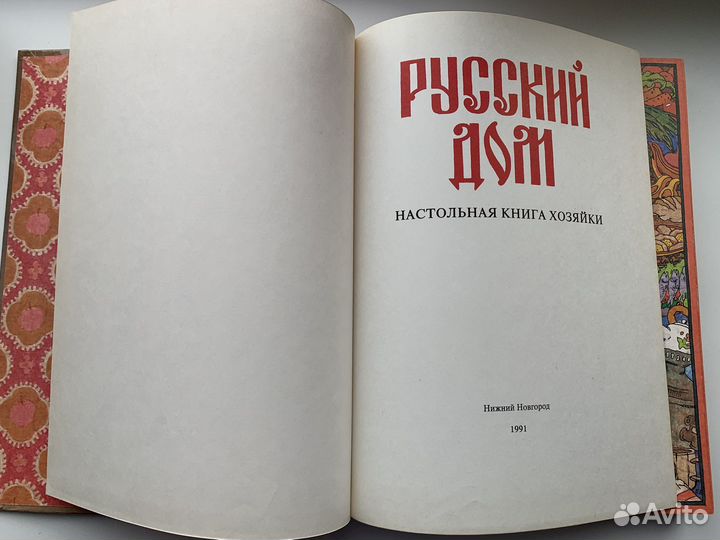 РУССКИЙ
ДОМ
НАСТОЛЬНАЯ КНИГА ХОЗЯЙКИ
Нижний Новгород
1991
Avito